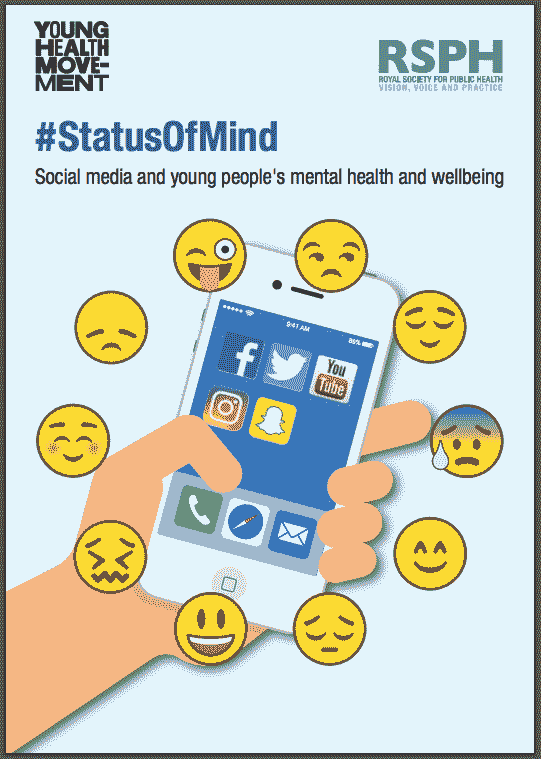 YOUNG
HEALTH
MOVE-
MENT
RSPH
ROYAL SOCIETY FOR PUBLIC HEALTH
VISION, VOICE AND PRACTICE
#StatusOfMind
Social media and young people's mental health and wellbeing
9:41 AM
You
Tube